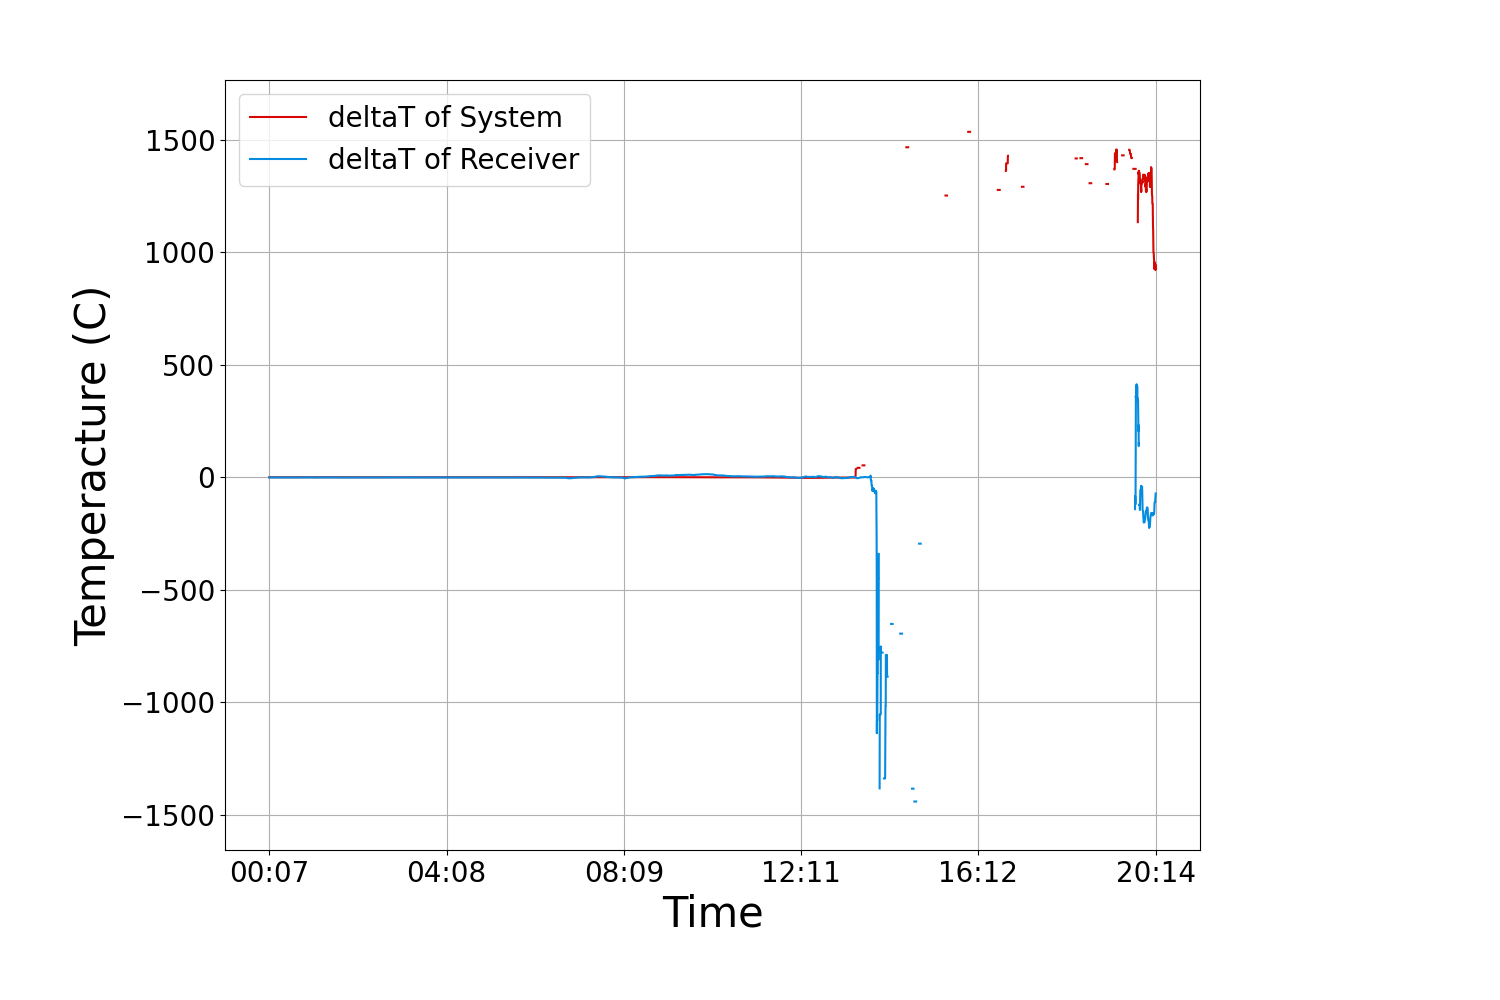 deltaT of System
deltaT of Receiver
1500
1000
500
0
−500
−1000
−1500
Temperacture (C)
00:07 04:08 08:09 12:11 16:12 20:14
Time